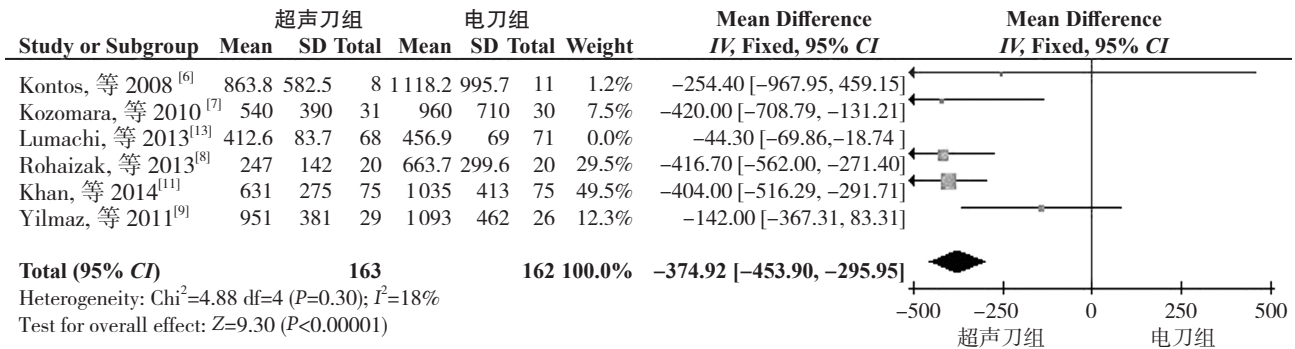 超声刀组 电刀组 Mean Difference Mean Difference
Study or Subgroup Mean SD Total Mean SD Total Weight IV, Fixed, 95% CI IV, Fixed, 95% CI
Kontos, 等 2008 [6] 863.8 582.5 8 1 118.2 995.7 11 1.2% −254.40 [−967.95, 459.15]
Kozomara, 等 2010 [7] 540 390 31 960 710 30 7.5% −420.00 [−708.79, −131.21]
Lumachi, 等 2013[13] 412.6 83.7 68 456.9 69 71 0.0% −44.30 [−69.86,-18.74 ]
Rohaizak, 等 2013[8] 247 142 20 663.7 299.6 20 29.5% −416.70 [−562.00, −271.40]
Khan, 等 2014[11] 631 275 75 1 035 413 75 49.5% −404.00 [−516.29, −291.71]
Yilmaz, 等 2011[9] 951 381 29 1 093 462 26 12.3% −142.00 [−367.31, 83.31]
Total (95% CI) 163 162 100.0% −374.92 [−453.90, −295.95]
Heterogeneity: Chi²=4.88 df=4 (P=0.30); I²=18%
Test for overall effect: Z=9.30 (P<0.00001)
−500 −250 0 250 500
超声刀组 电刀组